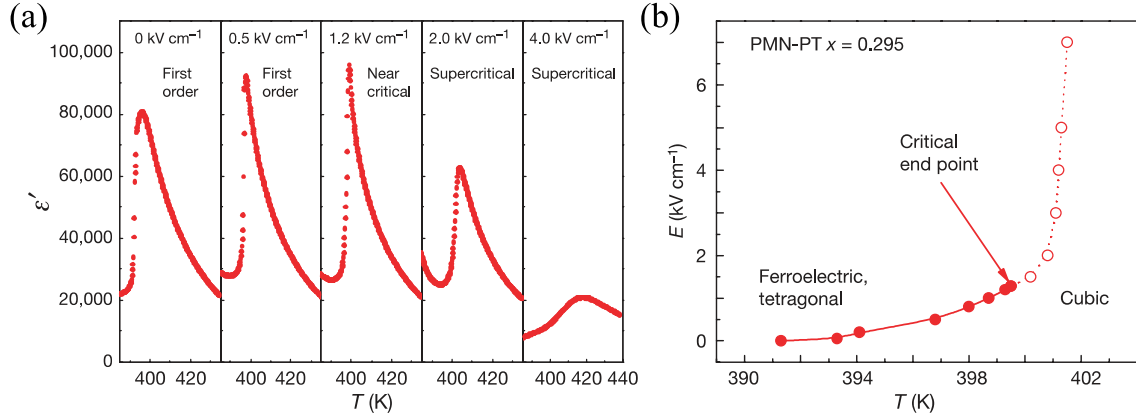 (a)
0 kV cm⁻¹ 0.5 kV cm⁻¹ 1.2 kV cm⁻¹ 2.0 kV cm⁻¹ 4.0 kV cm⁻¹
First order
First order
Near critical
Supercritical
Supercritical
100,000
80,000
60,000
40,000
20,000
0
ε′
400 420 400 420 400 420 400 420 400 420 440
T (K)
(b)
PMN-PT x = 0.295
Critical
end point
Ferroelectric,
tetragonal
Cubic
E (kV cm⁻¹)
6
4
2
0
390 394 398 402
T (K)